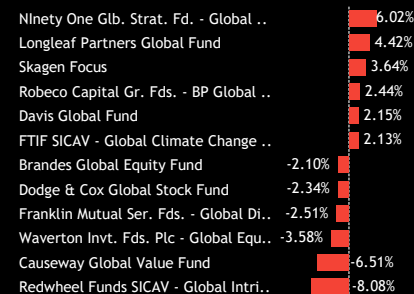 NInety One Glb. Strat. Fd. - Global .. 6.02%
Longleaf Partners Global Fund 4.42%
Skagen Focus 3.64%
Robeco Capital Gr. Fds. - BP Global .. 2.44%
Davis Global Fund 2.15%
FTIF SICAV - Global Climate Change .. 2.13%
Brandes Global Equity Fund -2.10%
Dodge & Cox Global Stock Fund -2.34%
Franklin Mutual Ser. Fds. - Global Di.. -2.51%
Waverton Invt. Fds. Plc - Global Equ.. -3.58%
Causeway Global Value Fund -6.51%
Redwheel Funds SICAV - Global Intri.. -8.08%